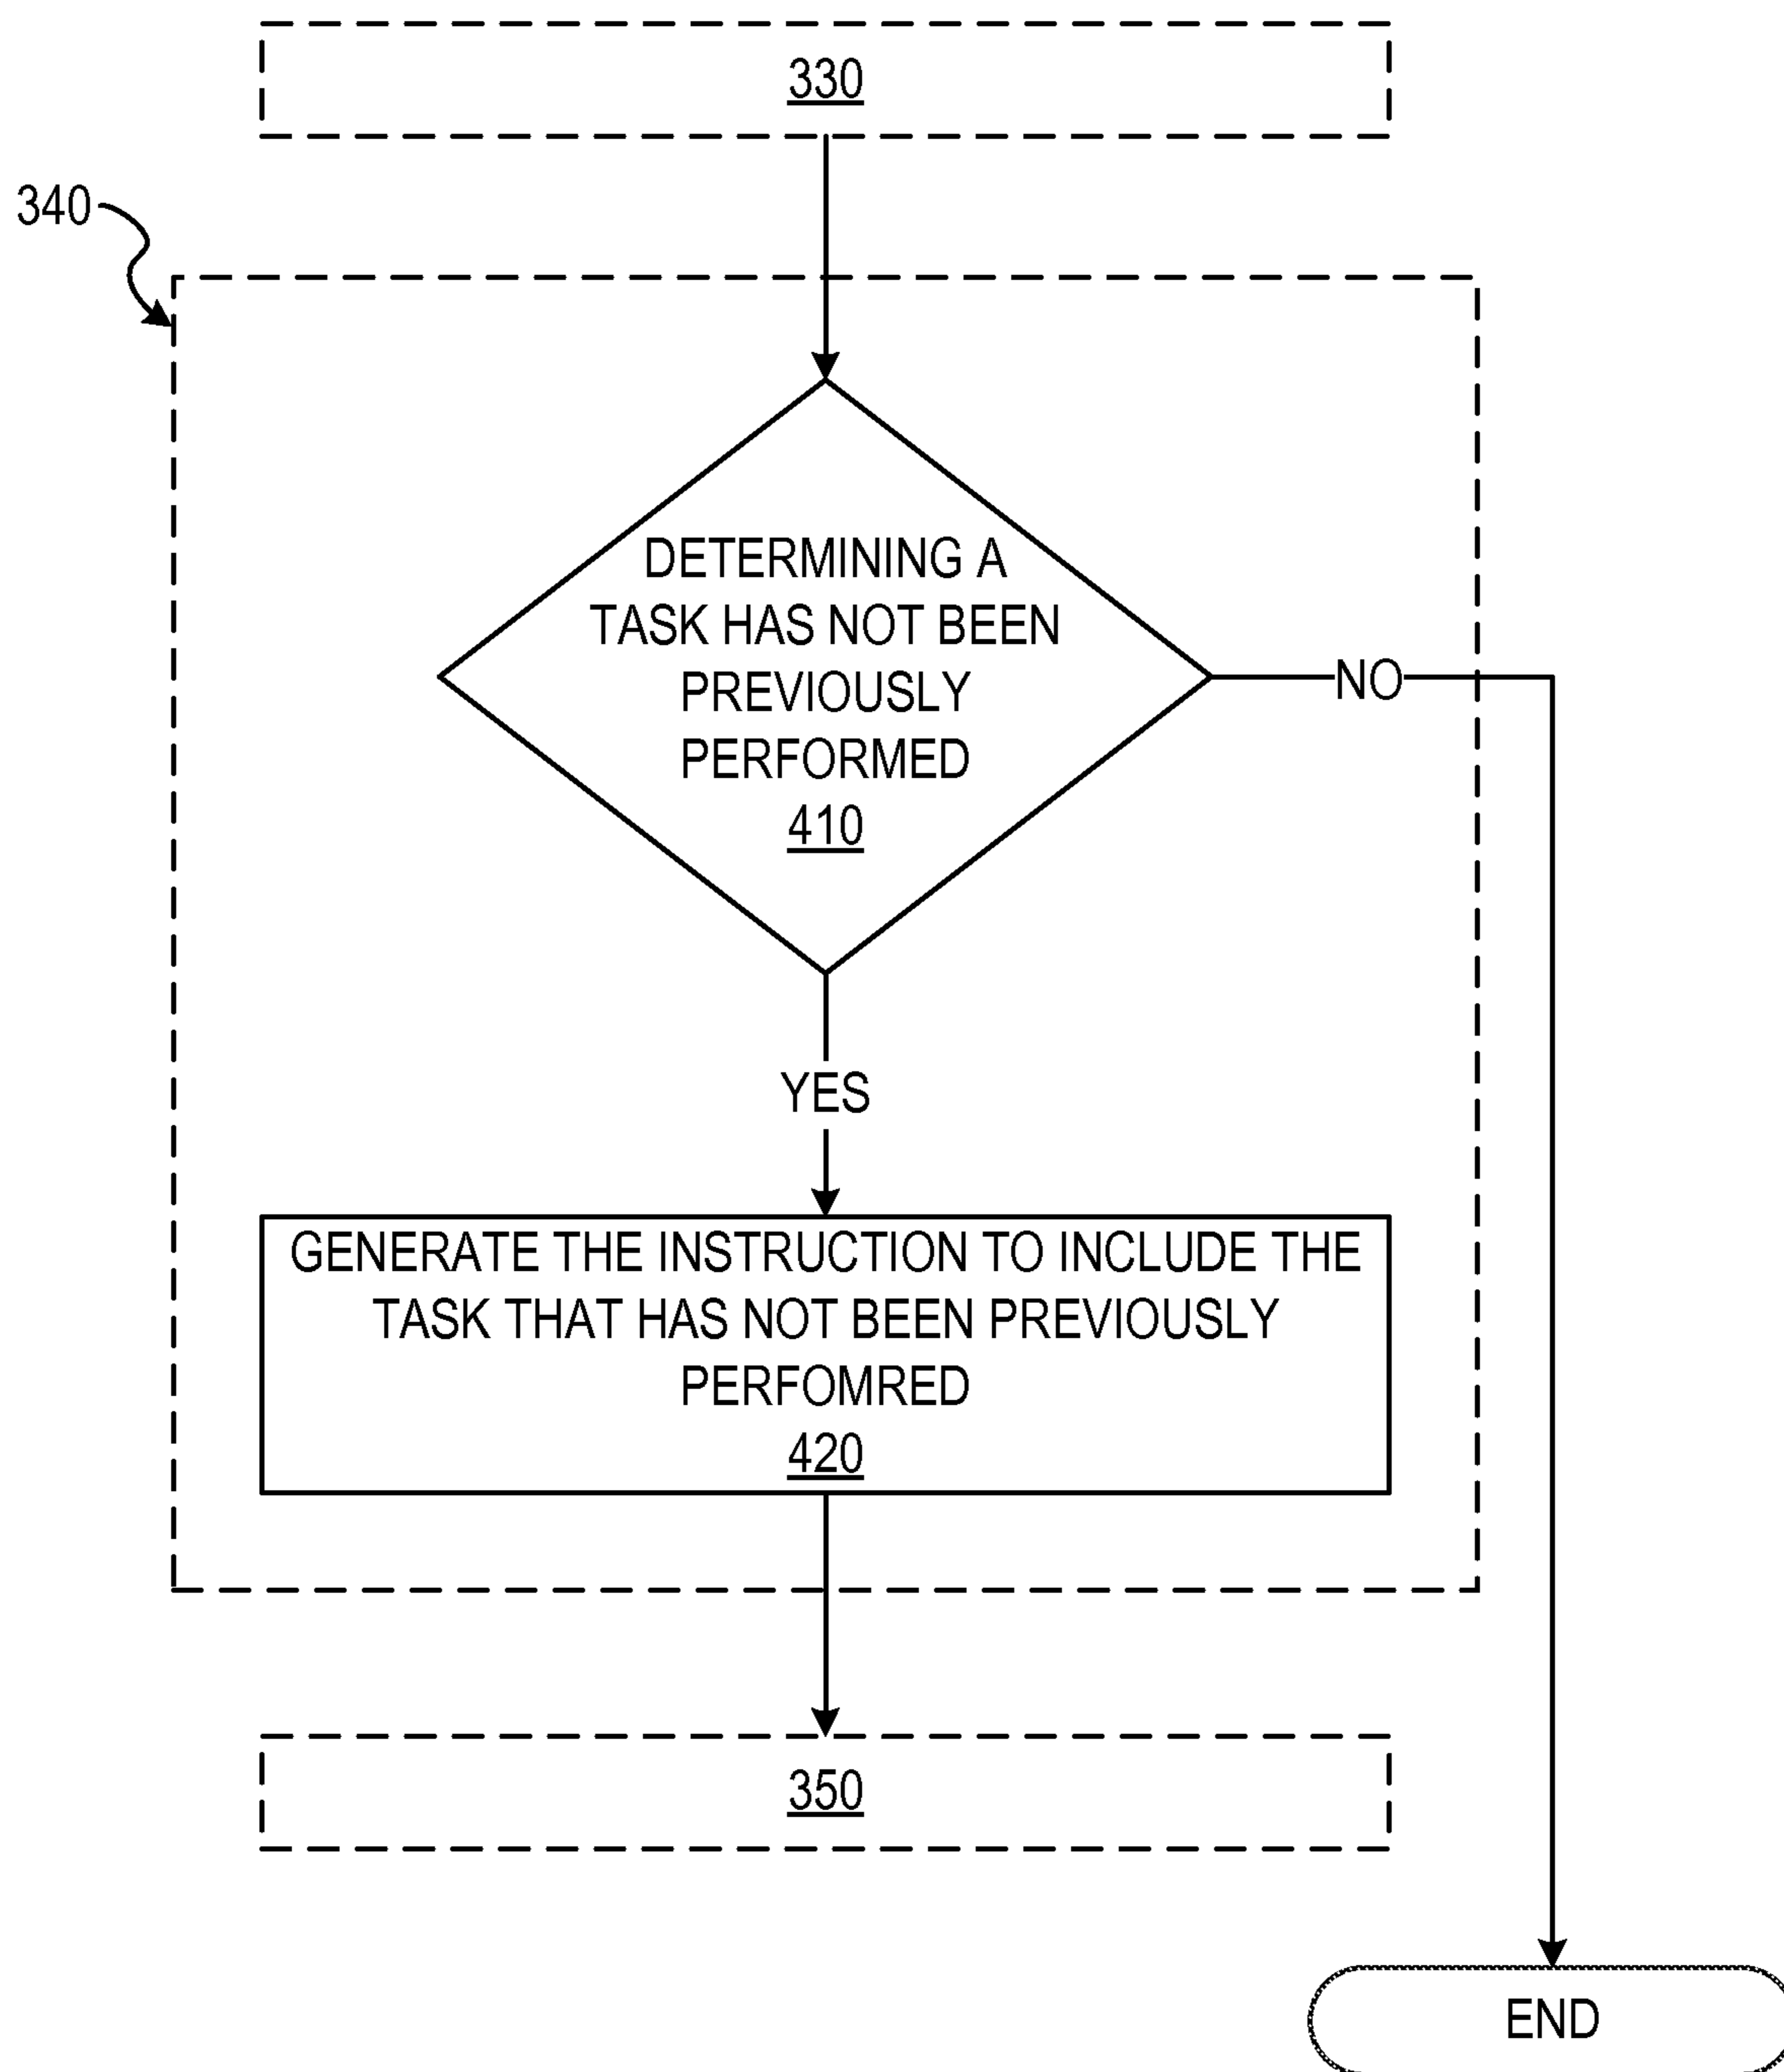 330
340
DETERMINING A
TASK HAS NOT BEEN
PREVIOUSLY
PERFORMED
410
NO
YES
GENERATE THE INSTRUCTION TO INCLUDE THE
TASK THAT HAS NOT BEEN PREVIOUSLY
PERFOMRED
420
350
END